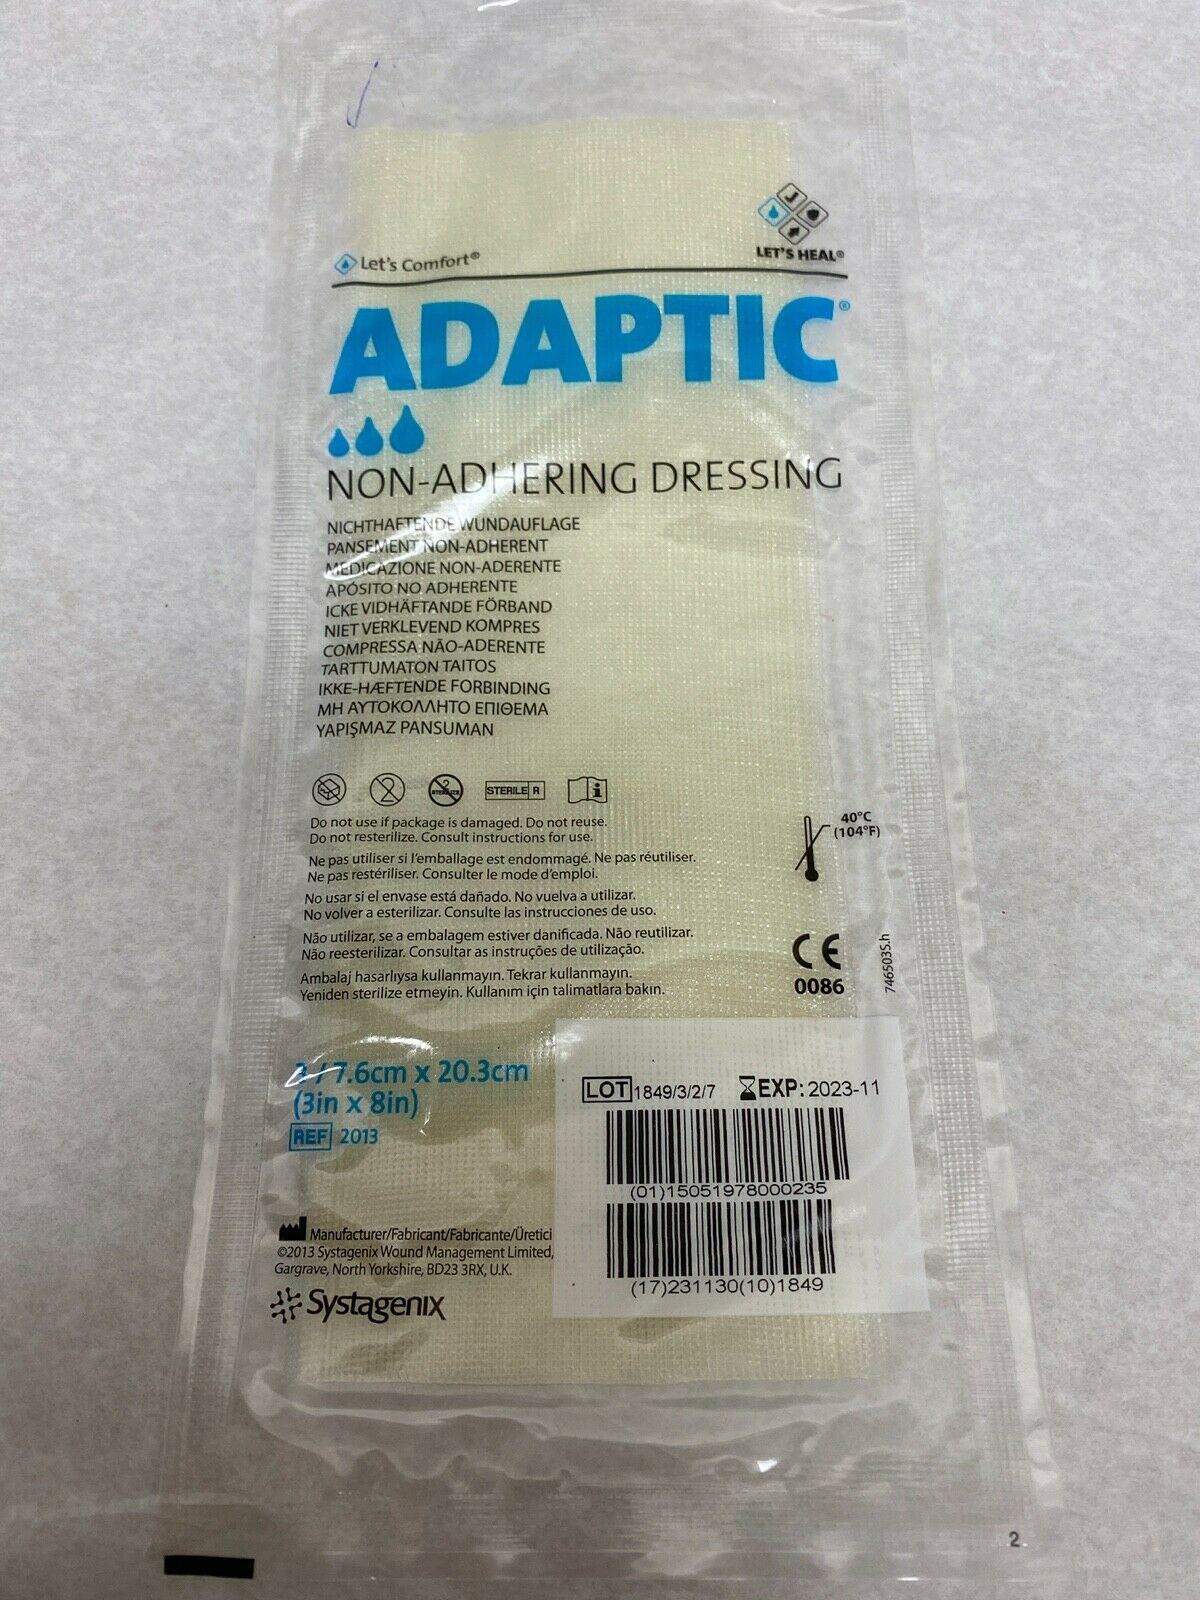 Let's Comfort®
LET'S HEAL®
ADAPTIC®
NON-ADHERING DRESSING
NICHTHAFTENDE WUNDAUFLAGE
PANSEMENT NON-ADHERENT
MEDICAZIONE NON-ADERENTE
APÓSITO NO ADHERENTE
ICKE VIDHÄFTANDE FÖRBAND
NIET VERKLEVEND KOMPRES
COMPRESSA NÃO-ADERENTE
TARTTUMATON TAITOS
IKKE-HÆFTENDE FORBINDING
ΜΗ ΑΥΤΟΚΟΛΛΗΤΟ ΕΠΙΘΕΜΑ
YAPIŞMAZ PANSUMAN
2
2 STERILIZE
STERILE R
i
Do not use if package is damaged. Do not reuse.
Do not resterilize. Consult instructions for use.
Ne pas utiliser si l'emballage est endommagé. Ne pas réutiliser.
Ne pas restériliser. Consulter le mode d'emploi.
No usar si el envase está dañado. No vuelva a utilizar.
No volver a esterilizar. Consulte las instrucciones de uso.
Não utilizar, se a embalagem estiver danificada. Não reutilizar.
Não reesterilizar. Consultar as instruções de utilização.
Ambalaj hasarlıysa kullanmayın. Tekrar kullanmayın.
Yeniden sterilize etmeyin. Kullanım için talimatlara bakın.
40°C
(104°F)
CE
0086
746503S.h
3 / 7.6cm x 20.3cm
(3in x 8in)
REF 2013
LOT 1849/3/2/7 EXP: 2023-11
(01)15051978000235
(17)231130(10)1849
Manufacturer/Fabricant/Fabricante/Üretici
©2013 Systagenix Wound Management Limited,
Gargrave, North Yorkshire, BD23 3RX, U.K.
Systagenix
2